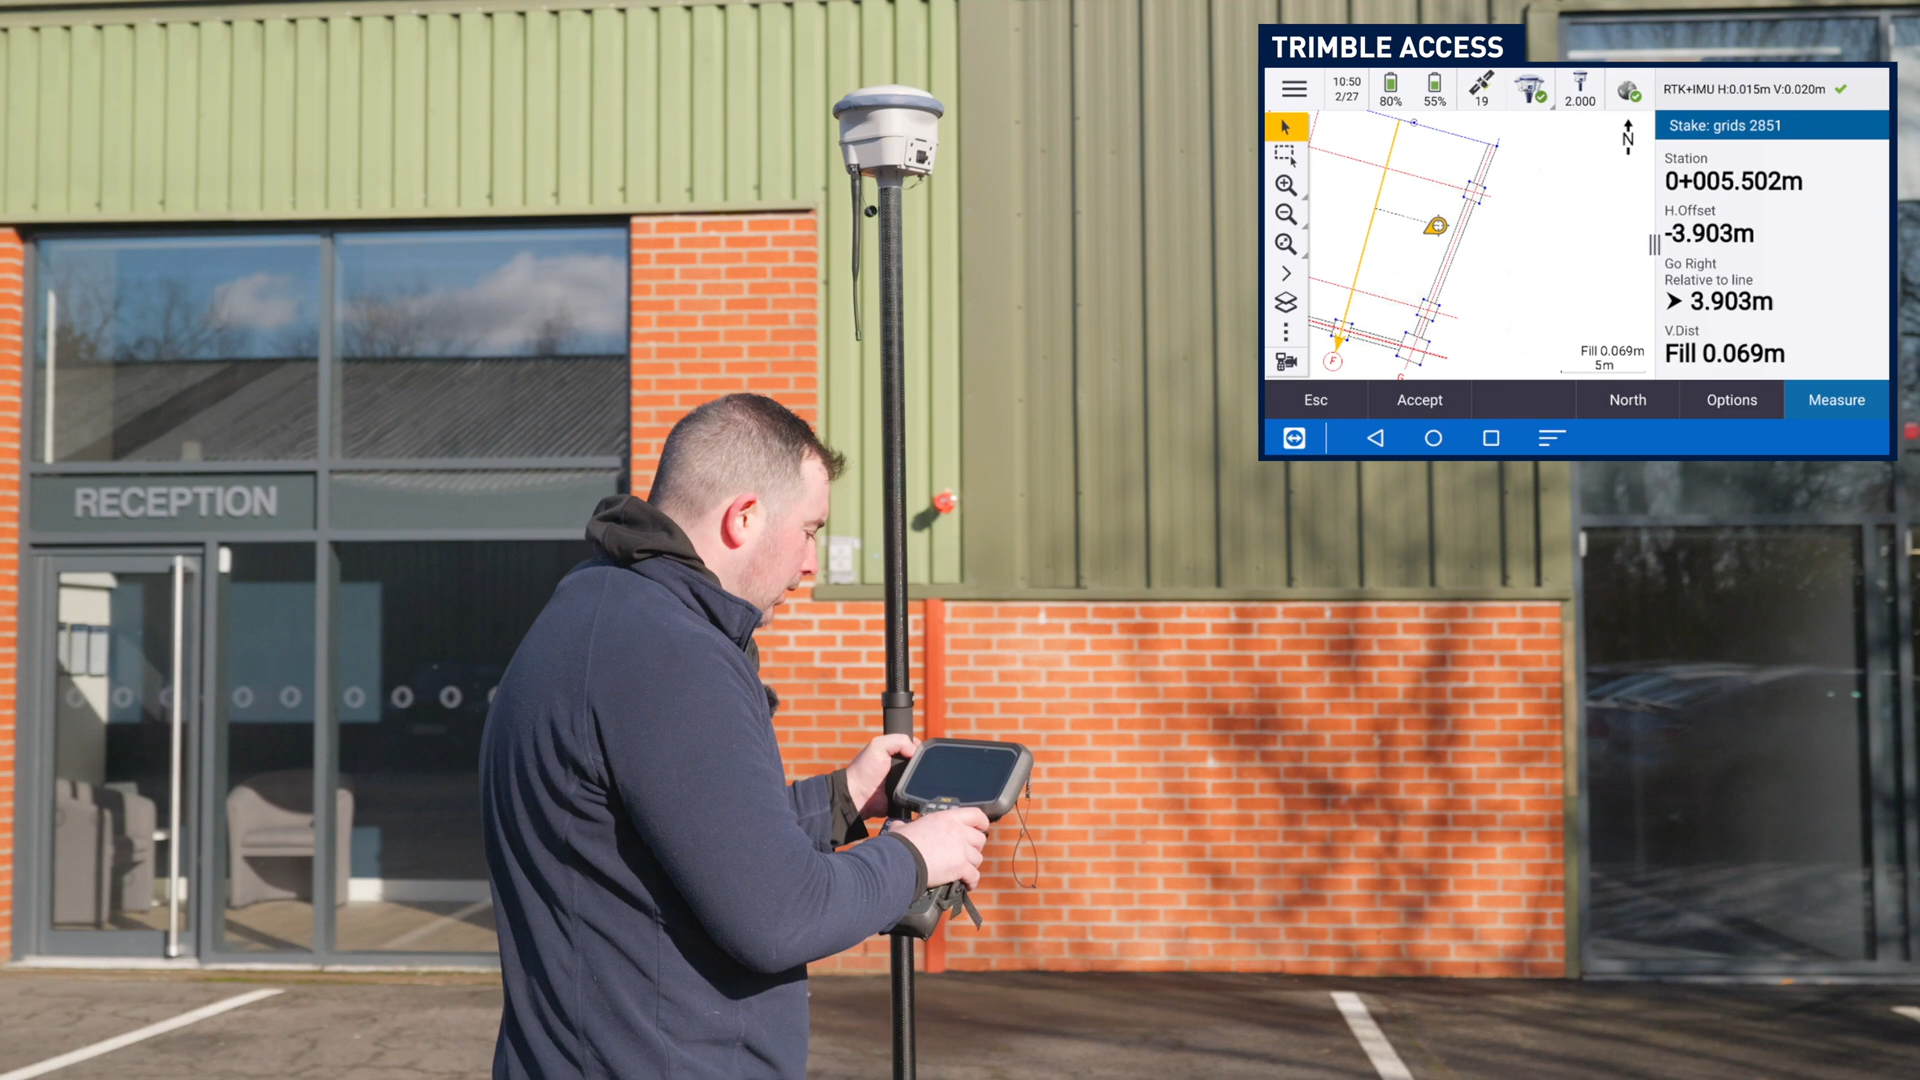 TRIMBLE ACCESS
10:50
2/27
80%
55%
19
2.000
RTK+IMU H:0.015m V:0.020m
Stake: grids 2851
N
Station
0+005.502m
H.Offset
-3.903m
Go Right
Relative to line
3.903m
V.Dist
Fill 0.069m
Fill 0.069m
5m
F
G
Esc
Accept
North
Options
Measure
RECEPTION